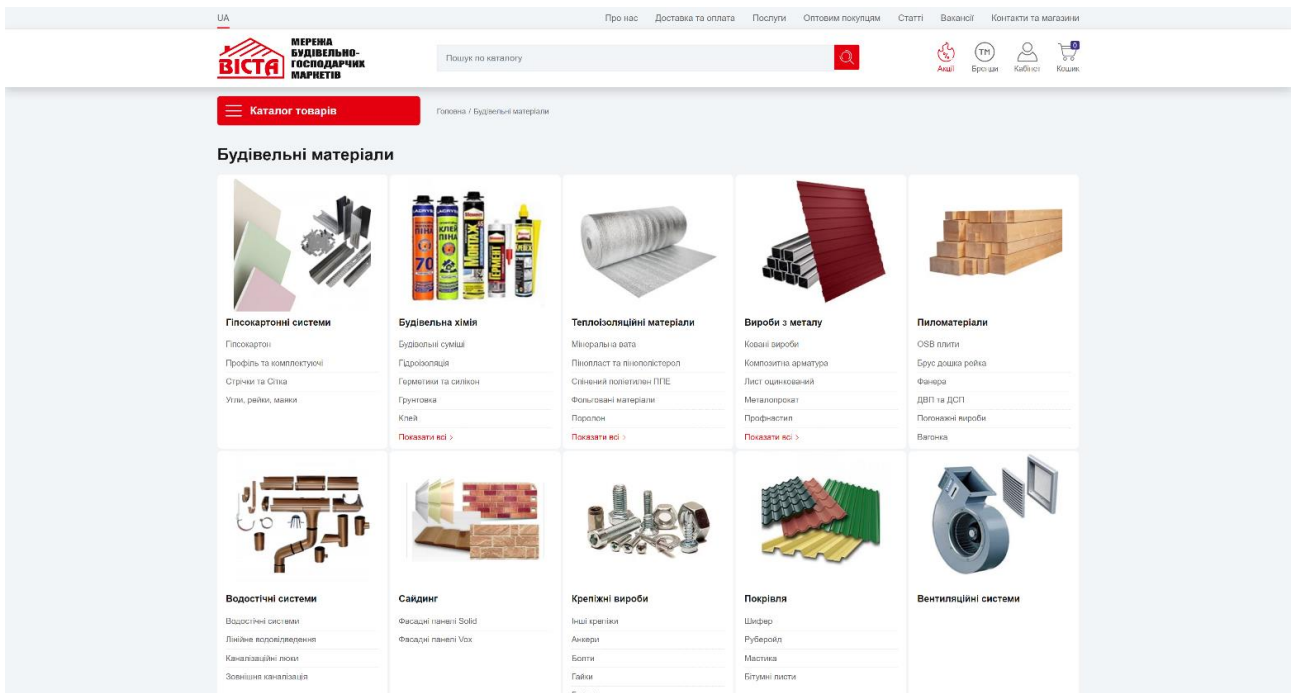 UA
Про нас Доставка та оплата Послуги Оптовим покупцям Статті Вакансії Контакти та магазини
ВІСТА
МЕРЕЖА
БУДІВЕЛЬНО-
ГОСПОДАРЧИХ
МАРКЕТІВ
Пошук по каталогу
Акції Бренди Кабінет Кошик
ТМ
0
Каталог товарів
Головна / Будівельні матеріали
Будівельні матеріали
Гіпсокартонні системи
Гіпсокартон
Профіль та комплектуючі
Стрічки та Сітка
Угли, рейки, маяки
Будівельна хімія
Будівельні суміші
Гідроізоляція
Герметики та силікон
Грунтовка
Клей
Показати всі >
Теплоізоляційні матеріали
Мінеральна вата
Пінопласт та пінополістерол
Спінений поліетилен ППЕ
Фольговані матеріали
Поролон
Показати всі >
Вироби з металу
Ковані вироби
Композитна арматура
Лист оцинкований
Металопрокат
Профнастил
Показати всі >
Пиломатеріали
OSB плити
Брус дошка рейка
Фанера
ДВП та ДСП
Погонажні вироби
Вагонка
Водостічні системи
Водостічні системи
Лінійне водовідведення
Каналізаційні люки
Зовнішня каналізація
Сайдинг
Фасадні панелі Solid
Фасадні панелі Vox
Кріпіжні вироби
Інші кріпіжи
Анкери
Болти
Гайки
Покрівля
Шифер
Руберойд
Мастика
Бітумні листи
Вентиляційні системи